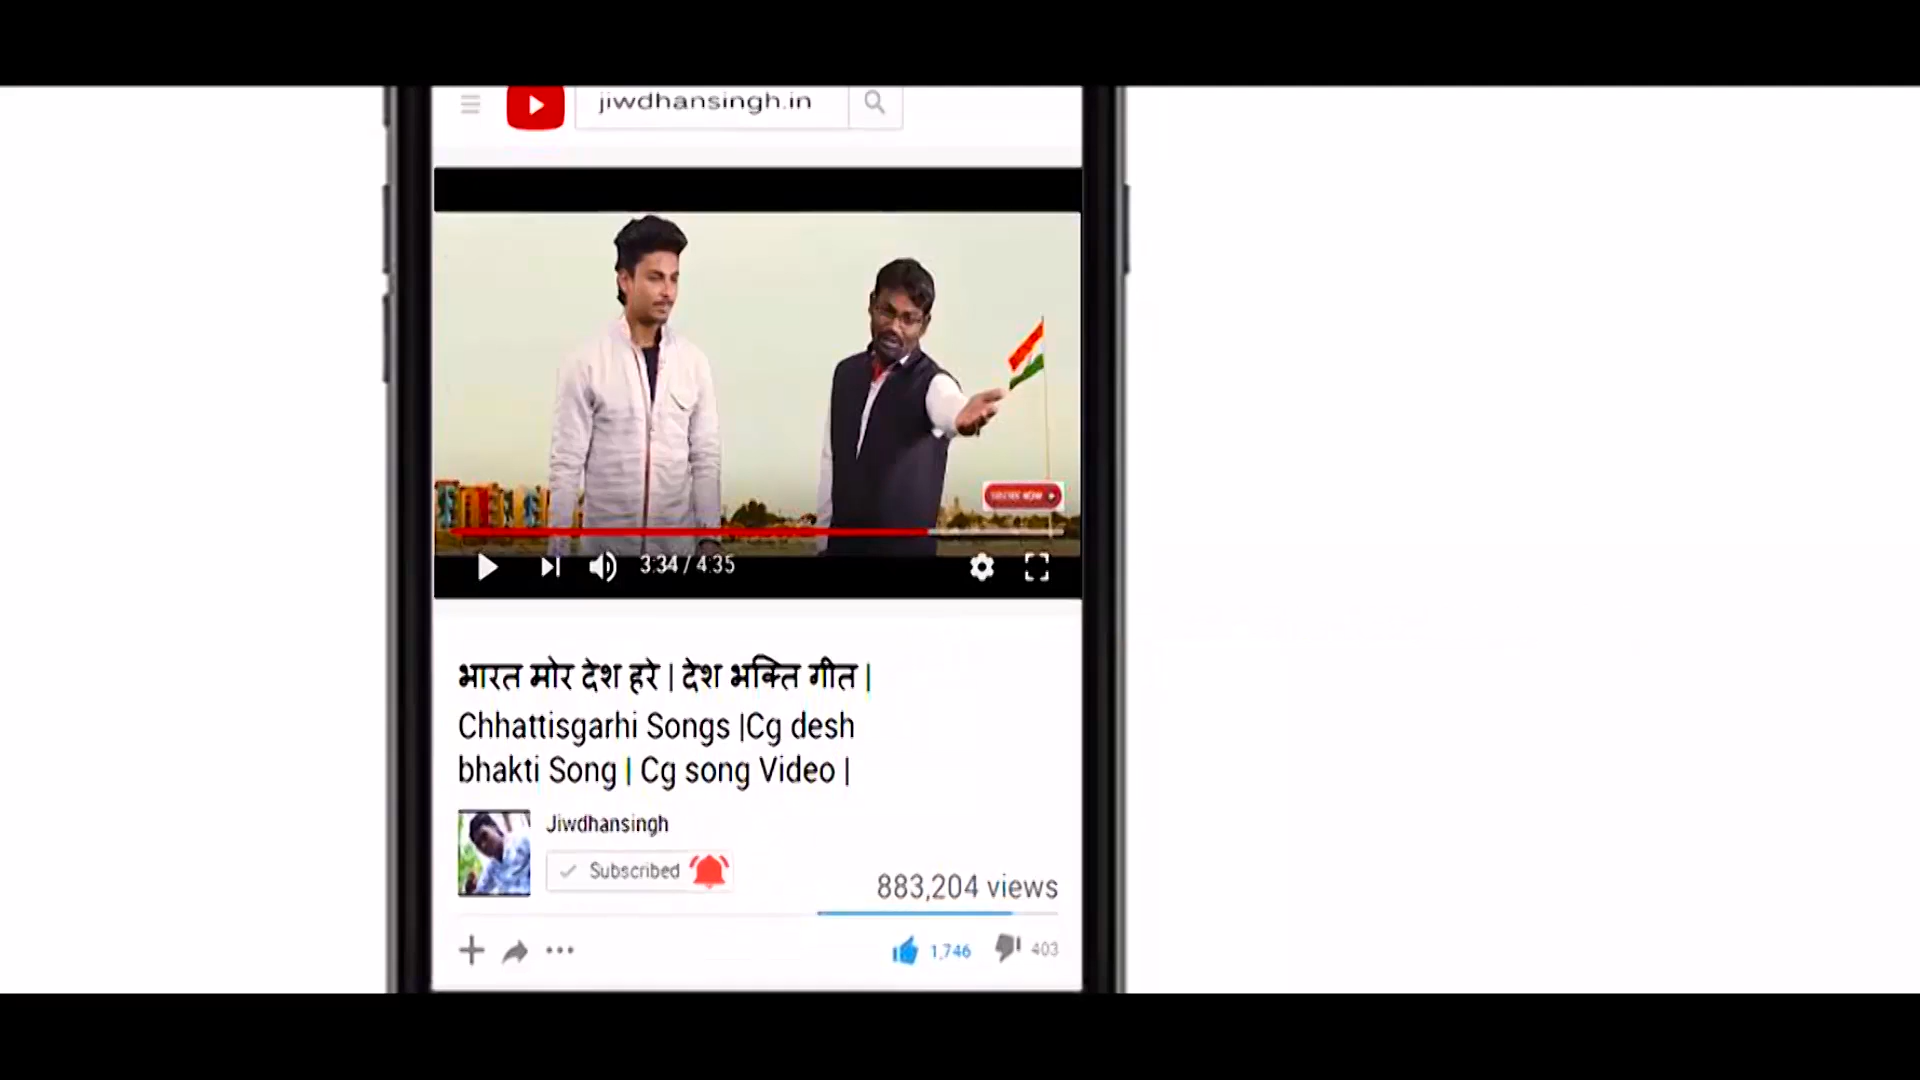 jiwdhansingh.in
3:34 / 4:35
भारत मोर देश हरे | देश भक्ति गीत |
Chhattisgarhi Songs |Cg desh
bhakti Song | Cg song Video |
Jiwdhansingh
Subscribed
883,204 views
1,746 403